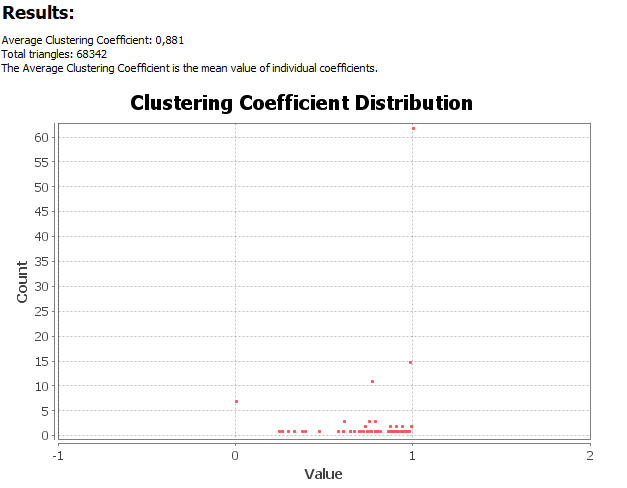 Results:
Average Clustering Coefficient: 0,881
Total triangles: 68342
The Average Clustering Coefficient is the mean value of individual coefficients.
Clustering Coefficient Distribution
60
55
50
45
40
35
30
25
20
15
10
5
0
Count
-1 0 1 2
Value